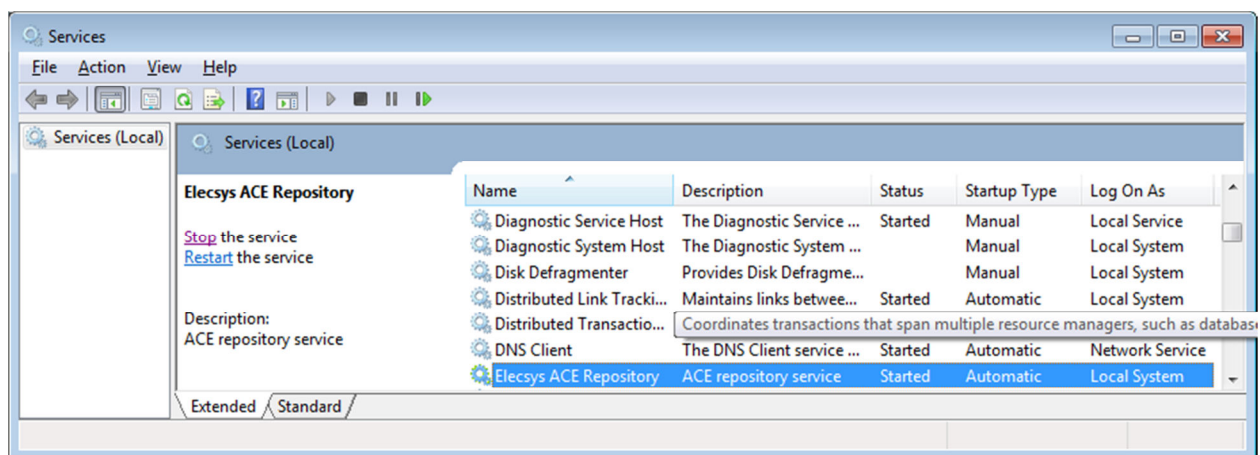 Services
File Action View Help
Services (Local)
Services (Local)
Elecsys ACE Repository
Stop the service
Restart the service
Description:
ACE repository service
Name Description Status Startup Type Log On As
Diagnostic Service Host The Diagnostic Service ... Started Manual Local Service
Diagnostic System Host The Diagnostic System ... Manual Local System
Disk Defragmenter Provides Disk Defragme... Manual Local System
Distributed Link Tracki... Maintains links betwee... Started Automatic Local System
Distributed Transactio... Coordinates transactions that span multiple resource managers, such as database
DNS Client The DNS Client service ... Started Automatic Network Service
Elecsys ACE Repository ACE repository service Started Automatic Local System
Extended Standard